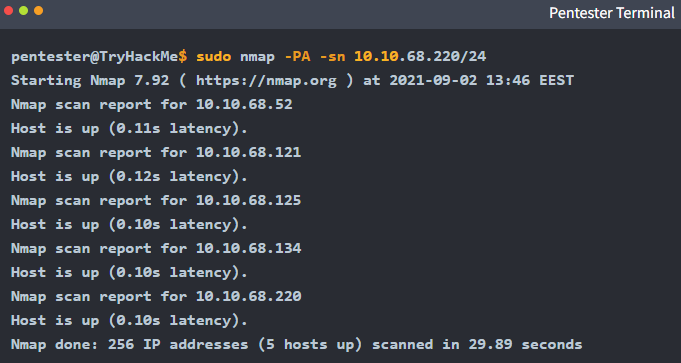 Pentester Terminal
pentester@TryHackMe$ sudo nmap -PA -sn 10.10.68.220/24
Starting Nmap 7.92 ( https://nmap.org ) at 2021-09-02 13:46 EEST
Nmap scan report for 10.10.68.52
Host is up (0.11s latency).
Nmap scan report for 10.10.68.121
Host is up (0.12s latency).
Nmap scan report for 10.10.68.125
Host is up (0.10s latency).
Nmap scan report for 10.10.68.134
Host is up (0.10s latency).
Nmap scan report for 10.10.68.220
Host is up (0.10s latency).
Nmap done: 256 IP addresses (5 hosts up) scanned in 29.89 seconds